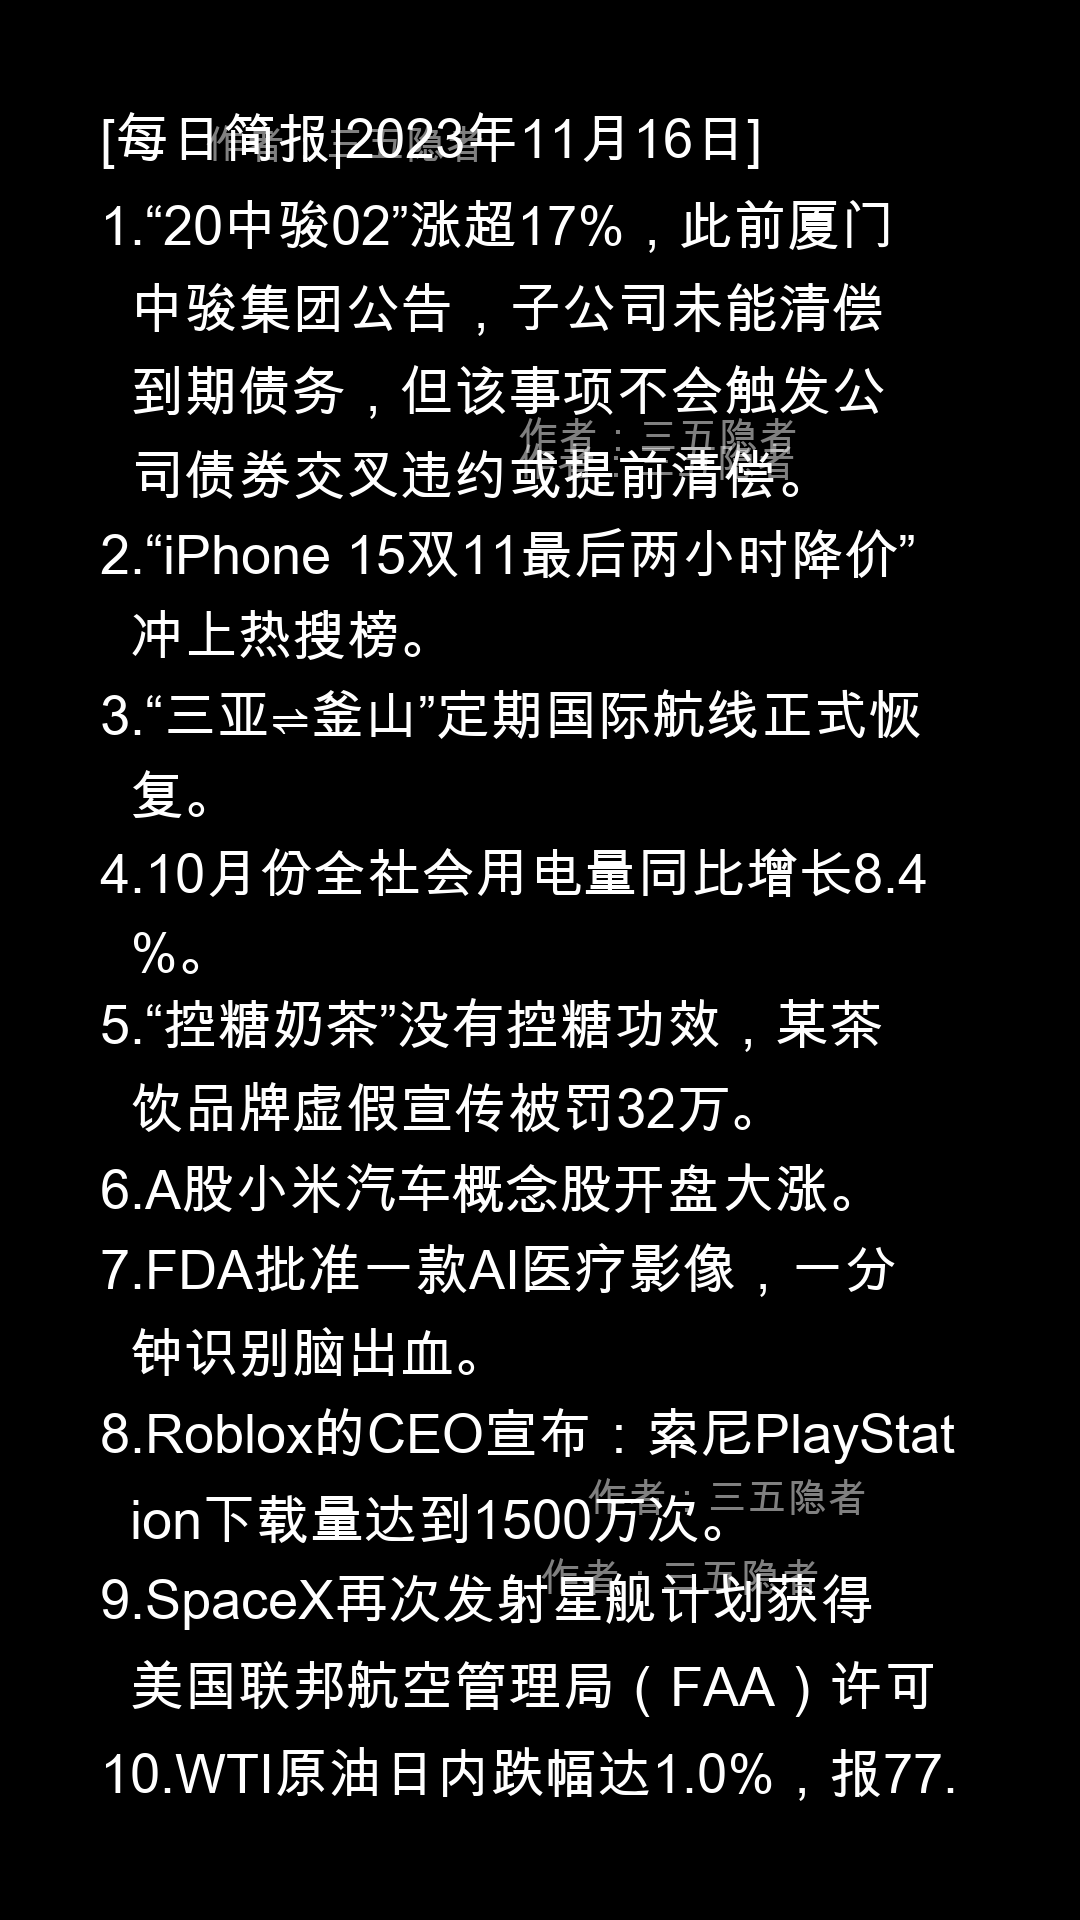 [每日简报|2023年11月16日]
作者：三五隐者
1.“20中骏02”涨超17%，此前厦门
中骏集团公告，子公司未能清偿
到期债务，但该事项不会触发公
作者：三五隐者
作者：三五隐者
司债券交叉违约或提前清偿。
2.“iPhone 15双11最后两小时降价”
冲上热搜榜。
3.“三亚⇌釜山”定期国际航线正式恢
复。
4.10月份全社会用电量同比增长8.4
%。
5.“控糖奶茶”没有控糖功效，某茶
饮品牌虚假宣传被罚32万。
6.A股小米汽车概念股开盘大涨。
7.FDA批准一款AI医疗影像，一分
钟识别脑出血。
8.Roblox的CEO宣布：索尼PlayStat
作者：三五隐者
ion下载量达到1500万次。
作者：三五隐者
9.SpaceX再次发射星舰计划获得
美国联邦航空管理局（FAA）许可
10.WTI原油日内跌幅达1.0%，报77.